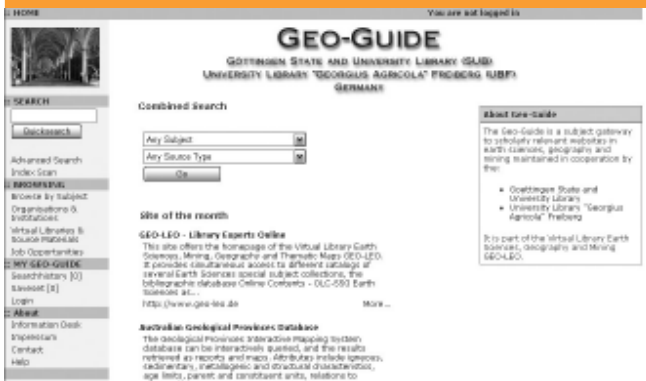 :: HOME
You are not logged in
GEO-GUIDE
GÖTTINGEN STATE AND UNIVERSITY LIBRARY (SUB)
UNIVERSITY LIBRARY "GEORGIUS AGRICOLA" FREIBERG (UBF)
GERMANY
:: SEARCH
Quicksearch
Advanced Search
Index Scan
:: BROWSING
Browse by Subject
Organisations &
Institutions
Virtual Libraries &
Source Materials
Job Opportunities
:: MY GEO-GUIDE
Searchhistory [0]
Saveset [0]
Login
:: About
Information Desk
Impressum
Contact
Help
Combined Search
Any Subject
Any Source Type
Go
Site of the month
GEO-LEO - Library Experts Online
This site offers the homepage of the Virtual Library Earth
Sciences, Mining, Geography and Thematic Maps GEO-LEO.
It provides simultaneous access to different catalogs of
several Earth Sciences special subject collections, the
bibliographic database Online Contents - OLC-SSG Earth
Sciences as...
http://www.geo-leo.de
More...
Australian Geological Provinces Database
The Geological Provinces Interactive Mapping System
database can be interactively queried, and the results
retrieved as reports and maps. Attributes include igneous,
sedimentary, metallogenic and structural characteristics,
age limits, parent and constituent units, relations to
About Geo-Guide
The Geo-Guide is a subject gateway
to scholarly relevant websites in
earth sciences, geography and
mining maintained in cooperation by
the:
Goettingen State and
University Library
University Library "Georgius
Agricola" Freiburg
It is part of the Virtual Library Earth
Sciences, Geography and Mining
GEO-LEO.